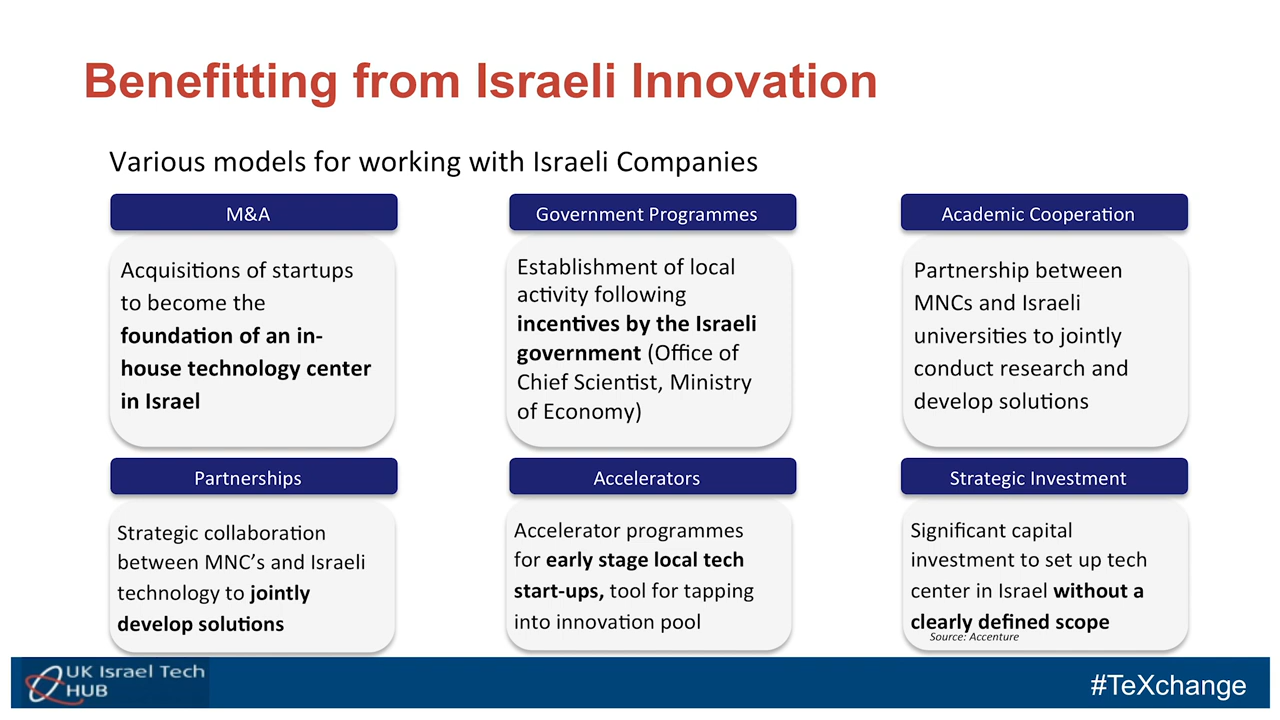 Benefitting from Israeli Innovation
Various models for working with Israeli Companies
M&A
Acquisitions of startups
to become the
foundation of an in-
house technology center
in Israel
Government Programmes
Establishment of local
activity following
incentives by the Israeli
government (Office of
Chief Scientist, Ministry
of Economy)
Academic Cooperation
Partnership between
MNCs and Israeli
universities to jointly
conduct research and
develop solutions
Partnerships
Strategic collaboration
between MNC’s and Israeli
technology to jointly
develop solutions
Accelerators
Accelerator programmes
for early stage local tech
start-ups, tool for tapping
into innovation pool
Strategic Investment
Significant capital
investment to set up tech
center in Israel without a
clearly defined scope
Source: Accenture
UK Israel Tech
HUB
#TeXchange